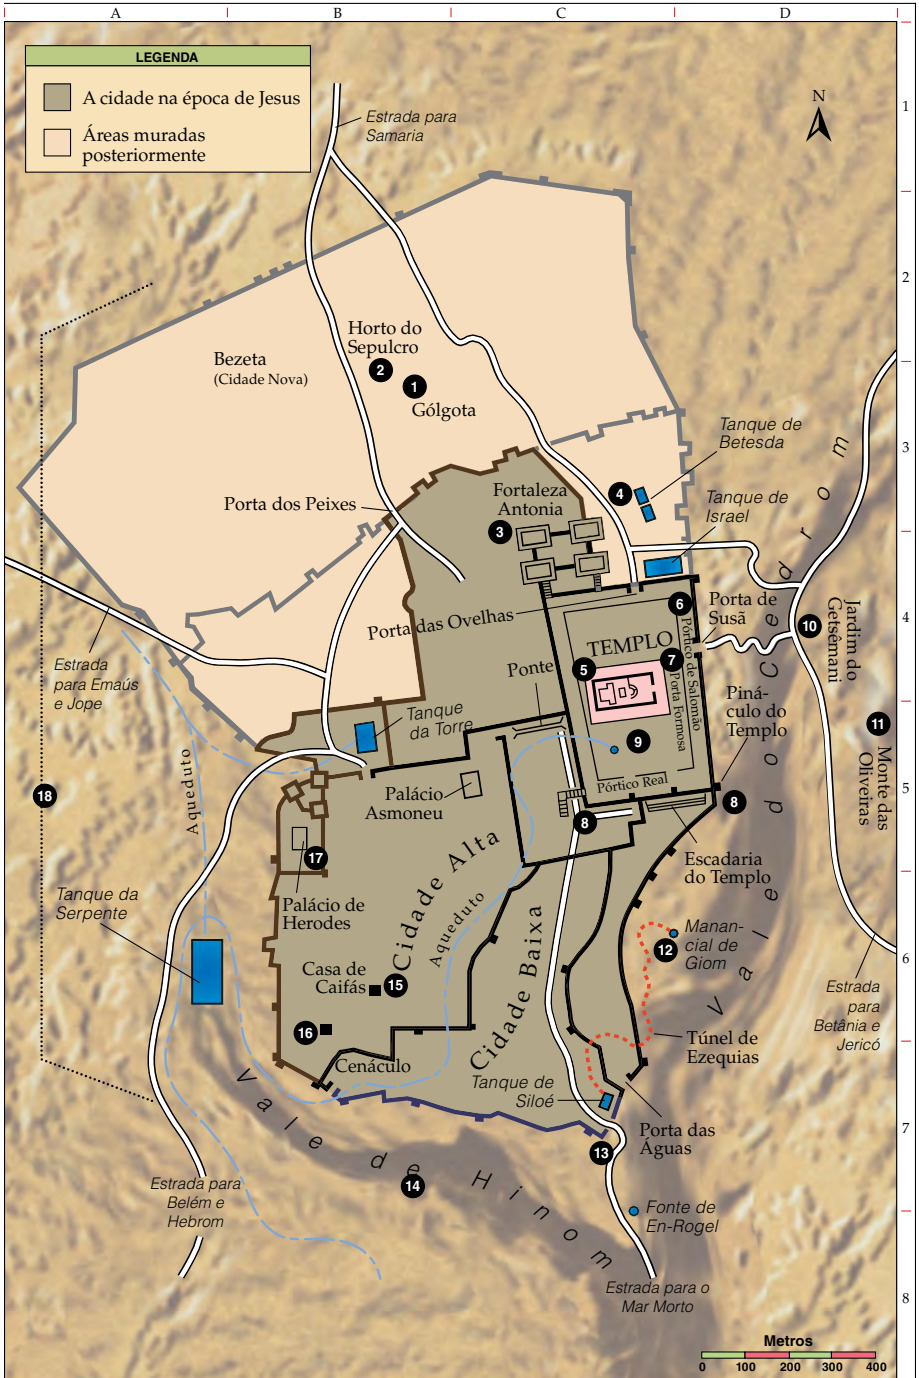 A
B
C
D
LEGENDA
A cidade na época de Jesus
Áreas muradas
posteriormente
N
1
2
3
4
5
6
7
8
Estrada para
Samaria
Horto do
Sepulcro
2
1
Gólgota
Bezeta
(Cidade Nova)
Porta dos Peixes
Fortaleza
Antonia
3
4
Tanque de
Betesda
Tanque de
Israel
Porta das Ovelhas
6
Porta de
Susã
10
Jardim do
Getsêmani
TEMPLO
5
7
Pórtico de Salomão
Porta Formosa
Ponte
Piná-
culo do
Templo
11
Monte das
Oliveiras
Estrada
para Emaús
e Jope
Tanque
da Torre
9
Pórtico Real
8
8
Palácio
Asmoneu
18
Aqueduto
Escadaria
do Templo
17
Palácio de
Herodes
Cidade Alta
Aqueduto
Cidade Baixa
Tanque da
Serpente
Manan-
cial de
Giom
12
Casa de
Caifás
15
16
Cenáculo
Túnel de
Ezequias
Estrada
para
Betânia e
Jericó
Vale do Cedrom
Tanque de
Siloé
Porta das
Águas
13
Vale de Hinom
14
Estrada para
Belém e
Hebrom
Fonte de
En-Rogel
Estrada para o
Mar Morto
Metros
0 100 200 300 400